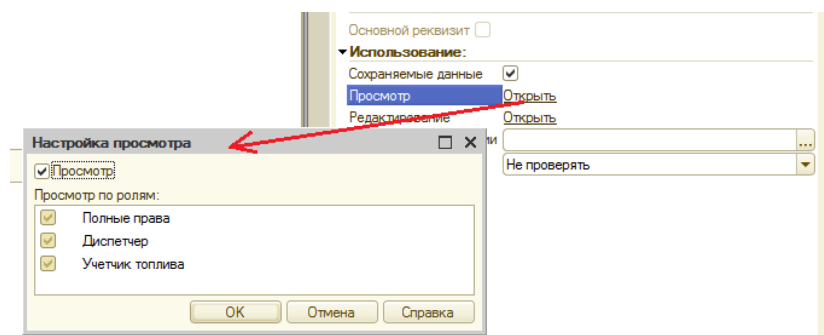 Основной реквизит
Использование:
Сохраняемые данные
Просмотр Открыть
Редактирование Открыть
Настройка просмотра
ии ...
Просмотр
Не проверять
Просмотр по ролям:
Полные права
Диспетчер
Учетчик топлива
OK Отмена Справка